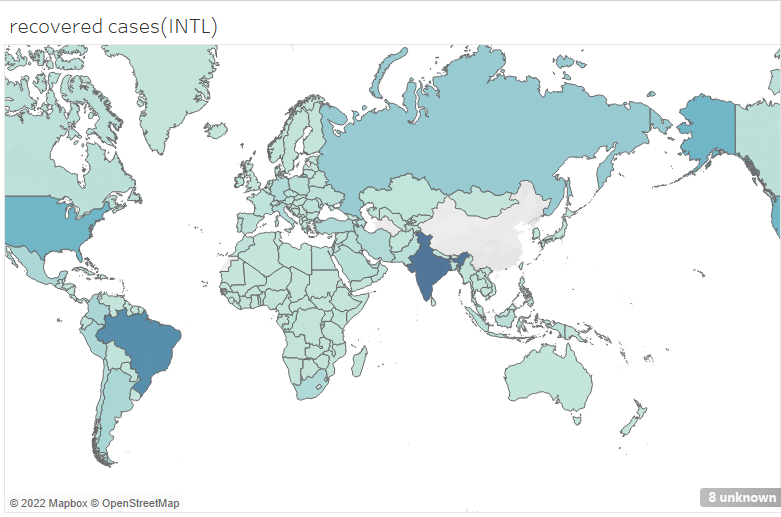 recovered cases(INTL)
© 2022 Mapbox © OpenStreetMap
8 unknown